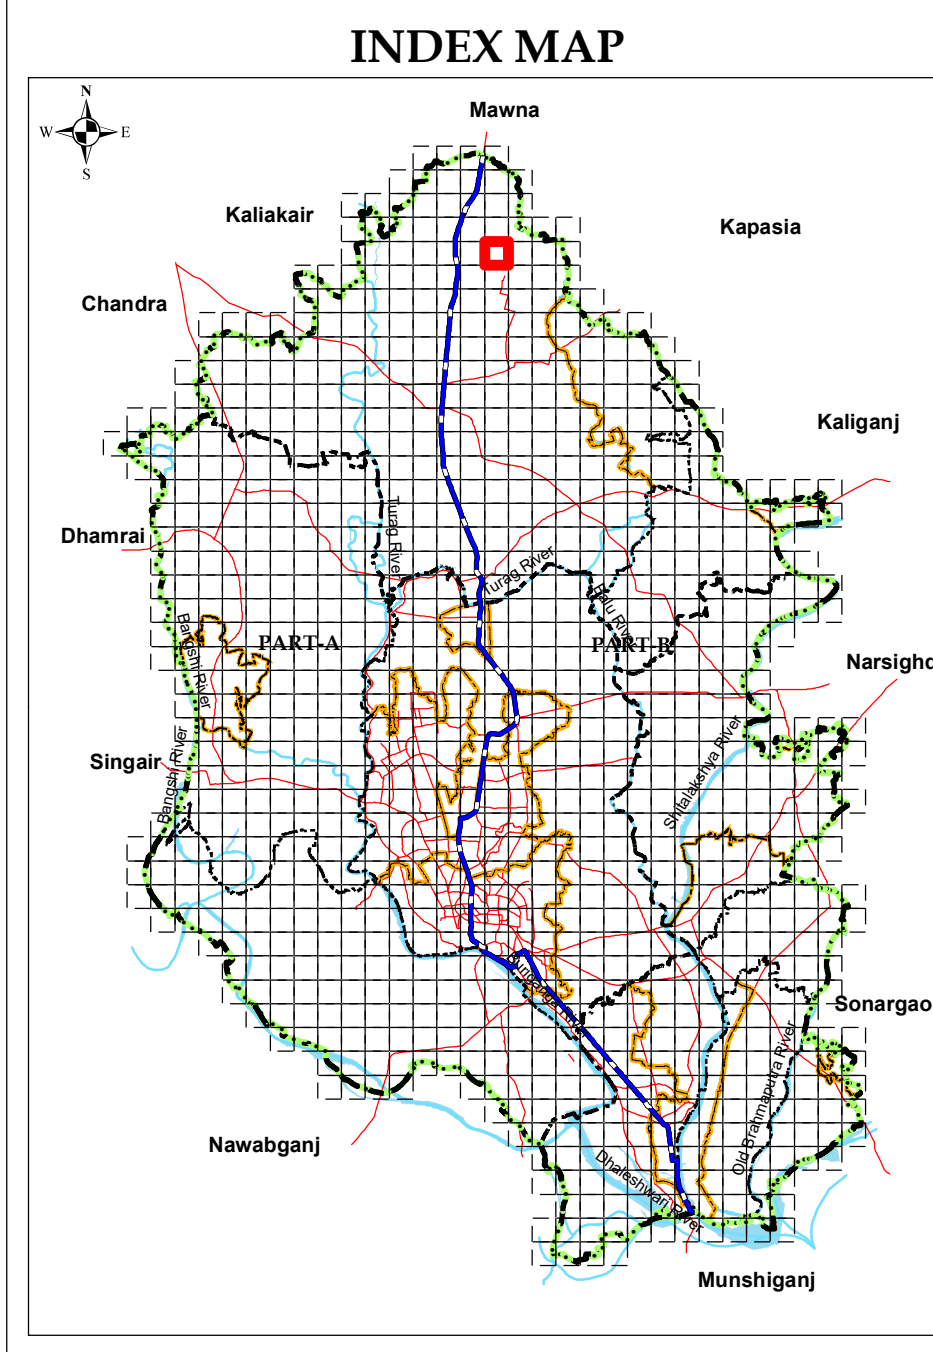 INDEX MAP
N
W E
S
Mawna
Kaliakair
Kapasia
Chandra
Kaliganj
Dhamrai
Turag River
Turag River
Balu River
Bangshi River
PART-A
PART-B
Narsighd
Singair
Bangshi River
Shitalakshya River
Buriganga River
Sonargao
Old Brahmaputra River
Nawabganj
Dhaleshwari River
Munshiganj